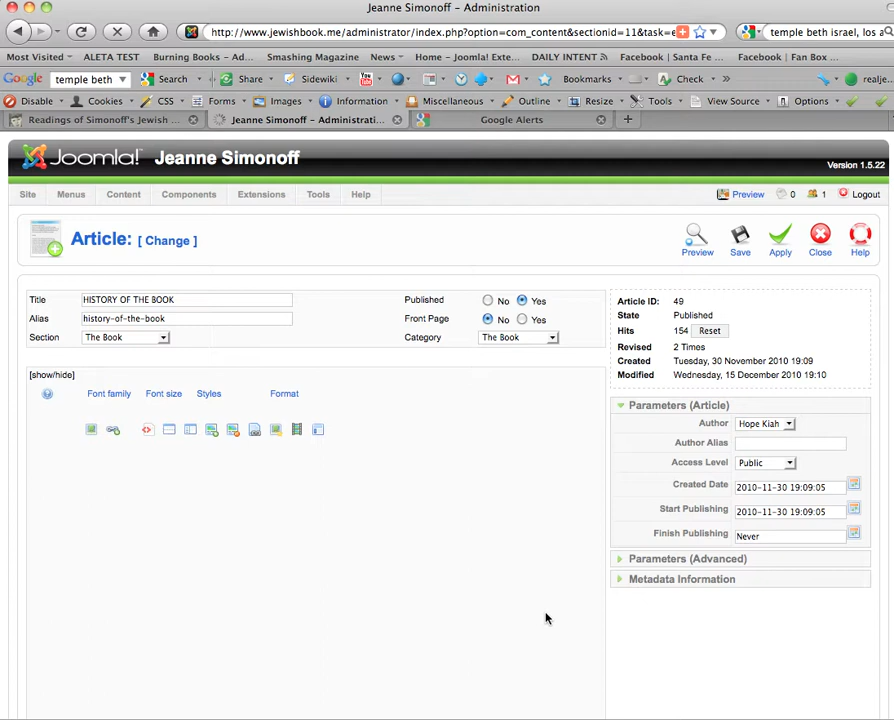 Jeanne Simonoff - Administration
http://www.jewishbook.me/administrator/index.php?option=com_content&sectionid=11&task=e
temple beth israel, los a
Most Visited ALETA TEST Burning Books - Ad... Smashing Magazine News Home - Joomla! Exte... DAILY INTENT Facebook | Santa Fe ... Facebook | Fan Box ...
Google temple beth Search Share Sidewiki Bookmarks Check » realje
Disable Cookies CSS Forms Images Information Miscellaneous Outline Resize Tools View Source Options
Readings of Simonoff's Jewish ... Jeanne Simonoff - Administrati... Google Alerts
Joomla! Jeanne Simonoff
Version 1.5.22
Site Menus Content Components Extensions Tools Help Preview 0 1 Logout
Article: [ Change ]
Preview Save Apply Close Help
Title HISTORY OF THE BOOK Published No Yes
Alias history-of-the-book Front Page No Yes
Section The Book Category The Book
Article ID: 49
State Published
Hits 154 Reset
Revised 2 Times
Created Tuesday, 30 November 2010 19:09
Modified Wednesday, 15 December 2010 19:10
[show/hide]
Font family Font size Styles Format
Parameters (Article)
Author Hope Kiah
Author Alias
Access Level Public
Created Date 2010-11-30 19:09:05
Start Publishing 2010-11-30 19:09:05
Finish Publishing Never
Parameters (Advanced)
Metadata Information